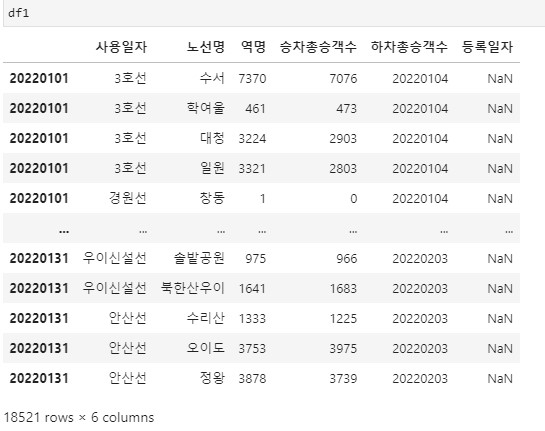 df1
사용일자 노선명 역명 승차총승객수 하차총승객수 등록일자
20220101 3호선 수서 7370 7076 20220104 NaN
20220101 3호선 학여울 461 473 20220104 NaN
20220101 3호선 대청 3224 2903 20220104 NaN
20220101 3호선 일원 3321 2803 20220104 NaN
20220101 경원선 창동 1 0 20220104 NaN
... ... ... ... ... ... ...
20220131 우이신설선 솔밭공원 975 966 20220203 NaN
20220131 우이신설선 북한산우이 1641 1683 20220203 NaN
20220131 안산선 수리산 1333 1225 20220203 NaN
20220131 안산선 오이도 3753 3975 20220203 NaN
20220131 안산선 정왕 3878 3739 20220203 NaN
18521 rows × 6 columns